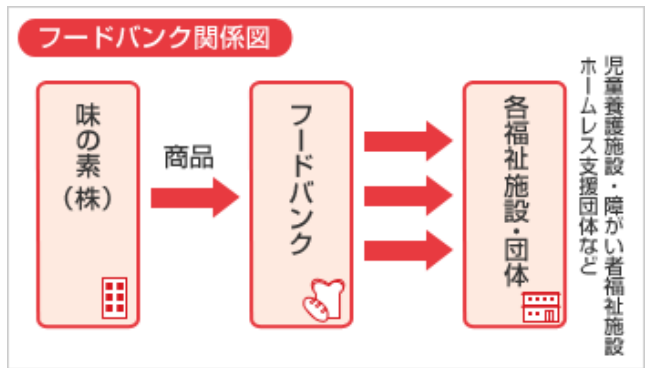 フードバンク関係図
味の素
（株）
商品
フードバンク
各福祉施設・団体
児童養護施設・障がい者福祉施設
ホームレス支援団体など